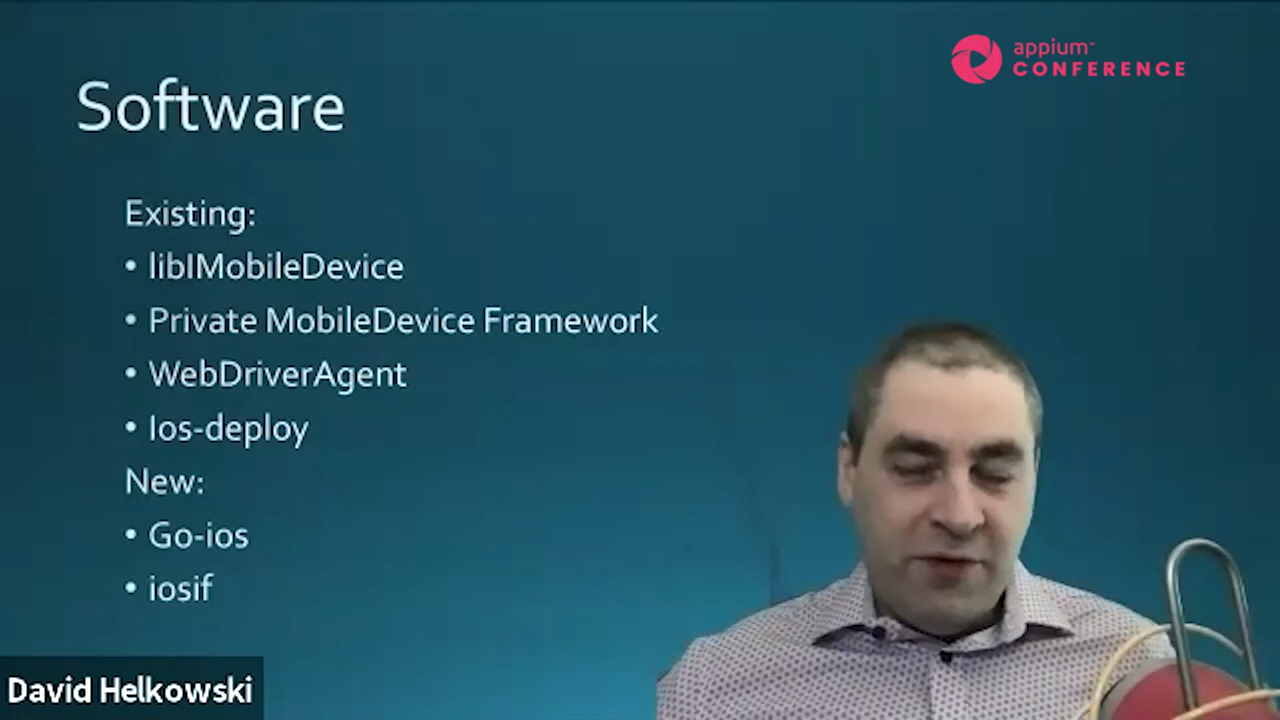 appium™
CONFERENCE
Software
Existing:
• libIMobileDevice
• Private MobileDevice Framework
• WebDriverAgent
• Ios-deploy
New:
• Go-ios
• iosif
David Helkowski